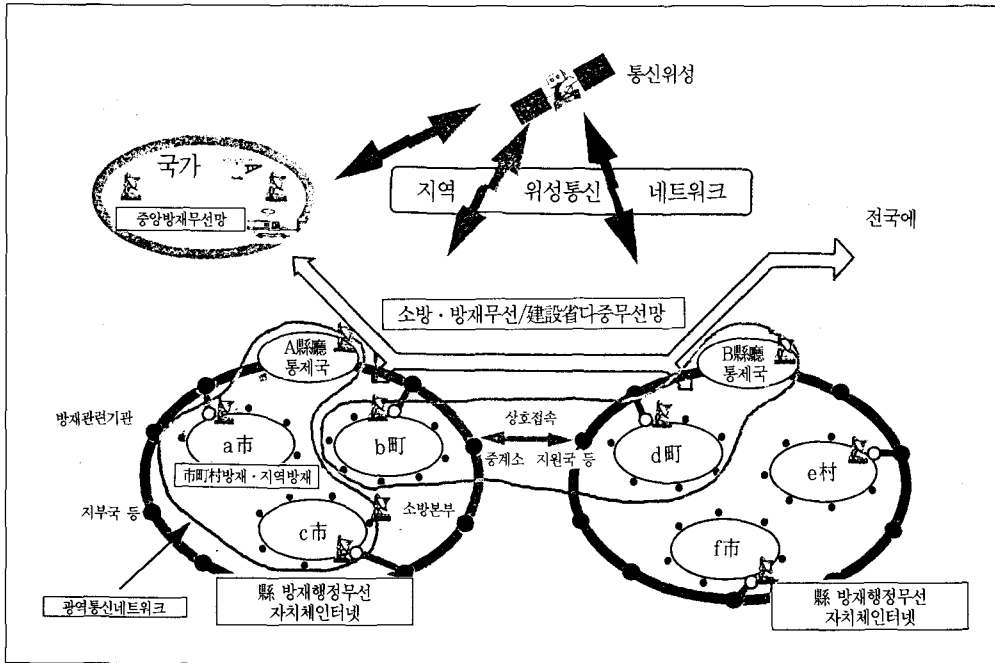 통신위성
국가
중앙방재무선망
지역 위성통신 네트워크
전국에
소방·방재무선/建設省다중무선망
A縣廳
통제국
B縣廳
통제국
방재관련기관
a市
b町
상호접속
중계소 지원국 등
d町
e村
市町村방재·지역방재
지부국 등
c市
소방본부
f市
광역통신네트워크
縣 방재행정무선
자치체인터넷
縣 방재행정무선
자치체인터넷